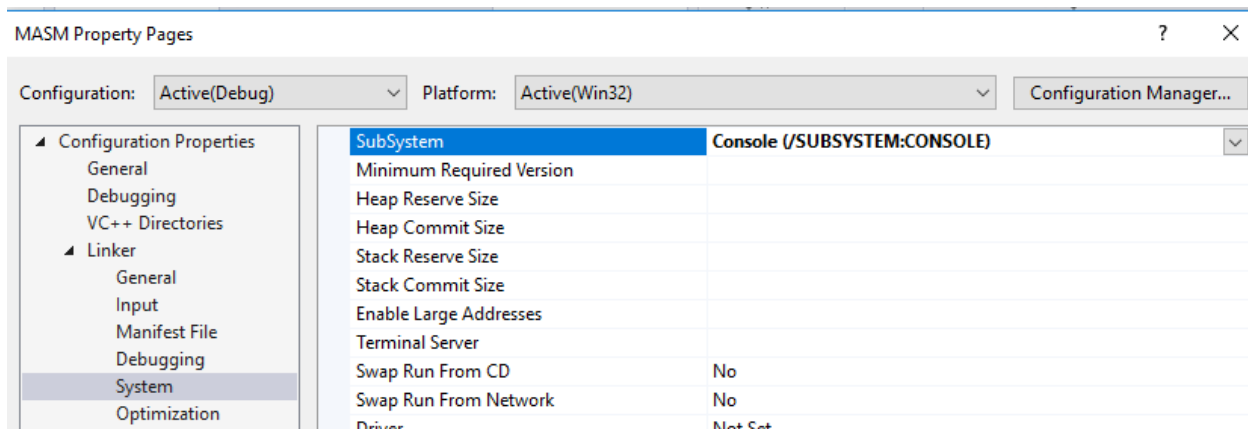 MASM Property Pages ?
Configuration: Active(Debug) Platform: Active(Win32) Configuration Manager...
Configuration Properties
General
Debugging
VC++ Directories
Linker
General
Input
Manifest File
Debugging
System
Optimization
SubSystem Console (/SUBSYSTEM:CONSOLE)
Minimum Required Version
Heap Reserve Size
Heap Commit Size
Stack Reserve Size
Stack Commit Size
Enable Large Addresses
Terminal Server
Swap Run From CD No
Swap Run From Network No
Driver Not Set